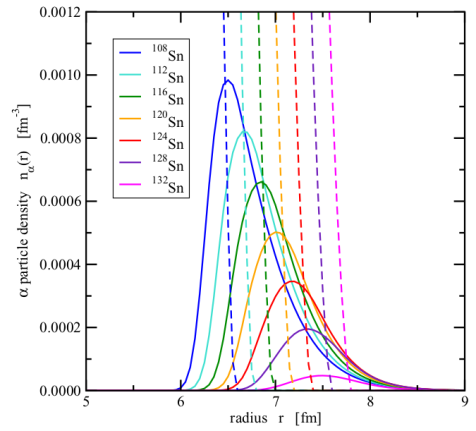 0.0012
0.0010
0.0008
0.0006
0.0004
0.0002
0.0000
α particle density n_α(r) [fm⁻³]
¹⁰⁸Sn
¹¹²Sn
¹¹⁶Sn
¹²⁰Sn
¹²⁴Sn
¹²⁸Sn
¹³²Sn
5 6 7 8 9
radius r [fm]